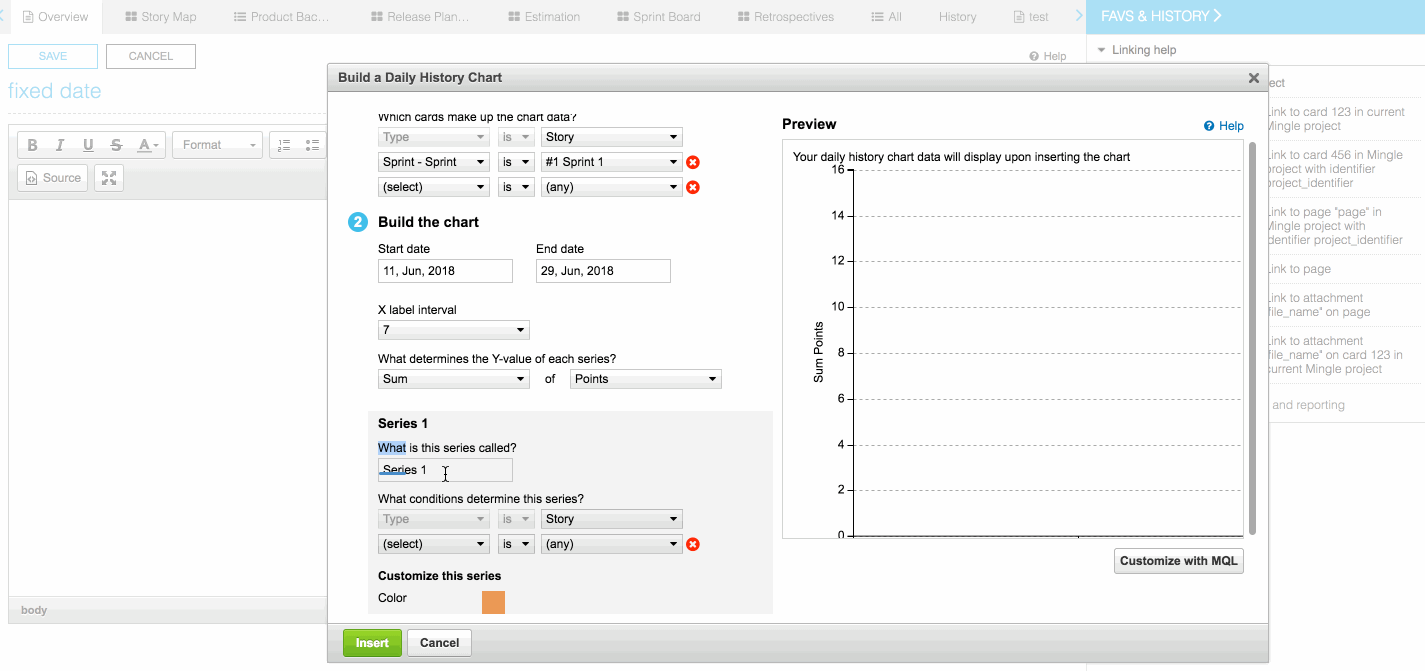 Overview
Story Map
Product Bac...
Release Plan...
Estimation
Sprint Board
Retrospectives
All
History
test
FAVS & HISTORY
SAVE
CANCEL
Help
Linking help
fixed date
Format
Source
body
Build a Daily History Chart
Which cards make up the chart data?
Type is Story
Sprint - Sprint is #1 Sprint 1
(select) is (any)
2 Build the chart
Start date End date
11, Jun, 2018 29, Jun, 2018
X label interval
7
What determines the Y-value of each series?
Sum of Points
Series 1
What is this series called?
Series 1
What conditions determine this series?
Type is Story
(select) is (any)
Customize this series
Color
Insert
Cancel
Preview
Help
Your daily history chart data will display upon inserting the chart
16
14
12
10
8
6
4
2
0
Sum Points
Customize with MQL
ect
Link to card 123 in current
Mingle project
Link to card 456 in Mingle
project with identifier
project_identifier
Link to page "page" in
Mingle project with
identifier project_identifier
Link to page
Link to attachment
"file_name" on page
Link to attachment
"file_name" on card 123 in
current Mingle project
and reporting